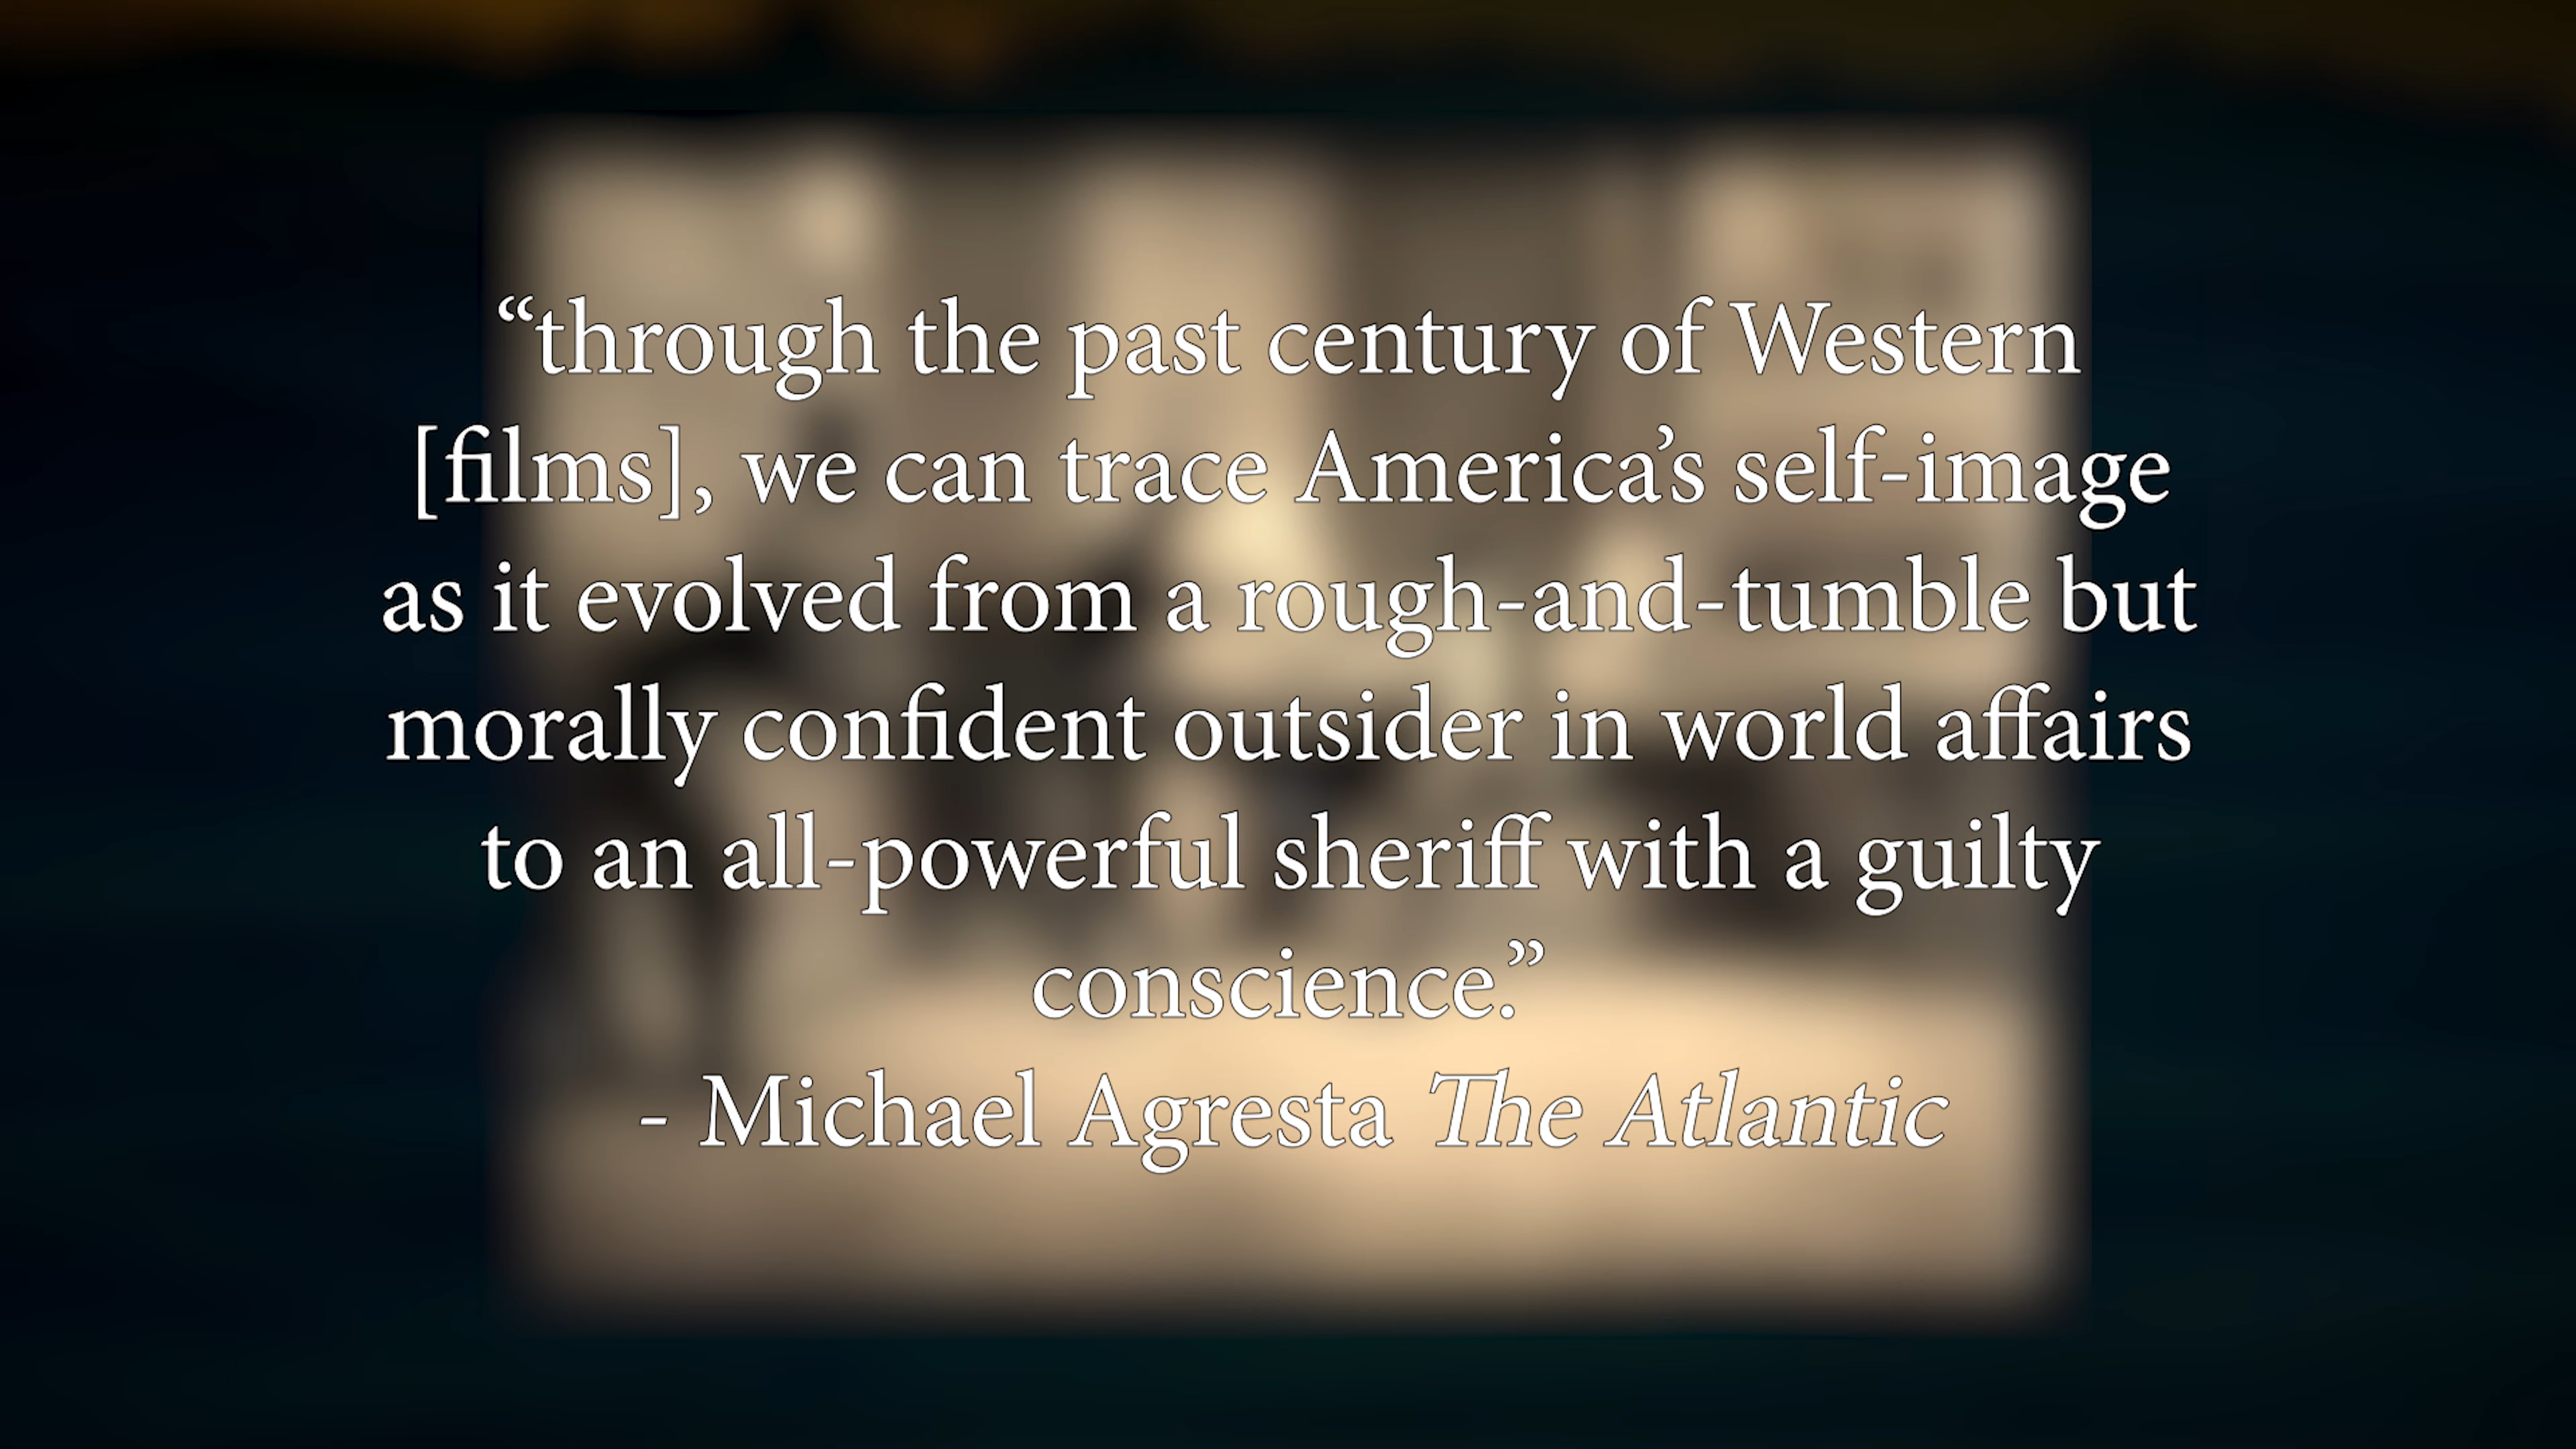 “through the past century of Western
[films], we can trace America’s self-image
as it evolved from a rough-and-tumble but
morally confident outsider in world affairs
to an all-powerful sheriff with a guilty
conscience.”
- Michael Agresta The Atlantic